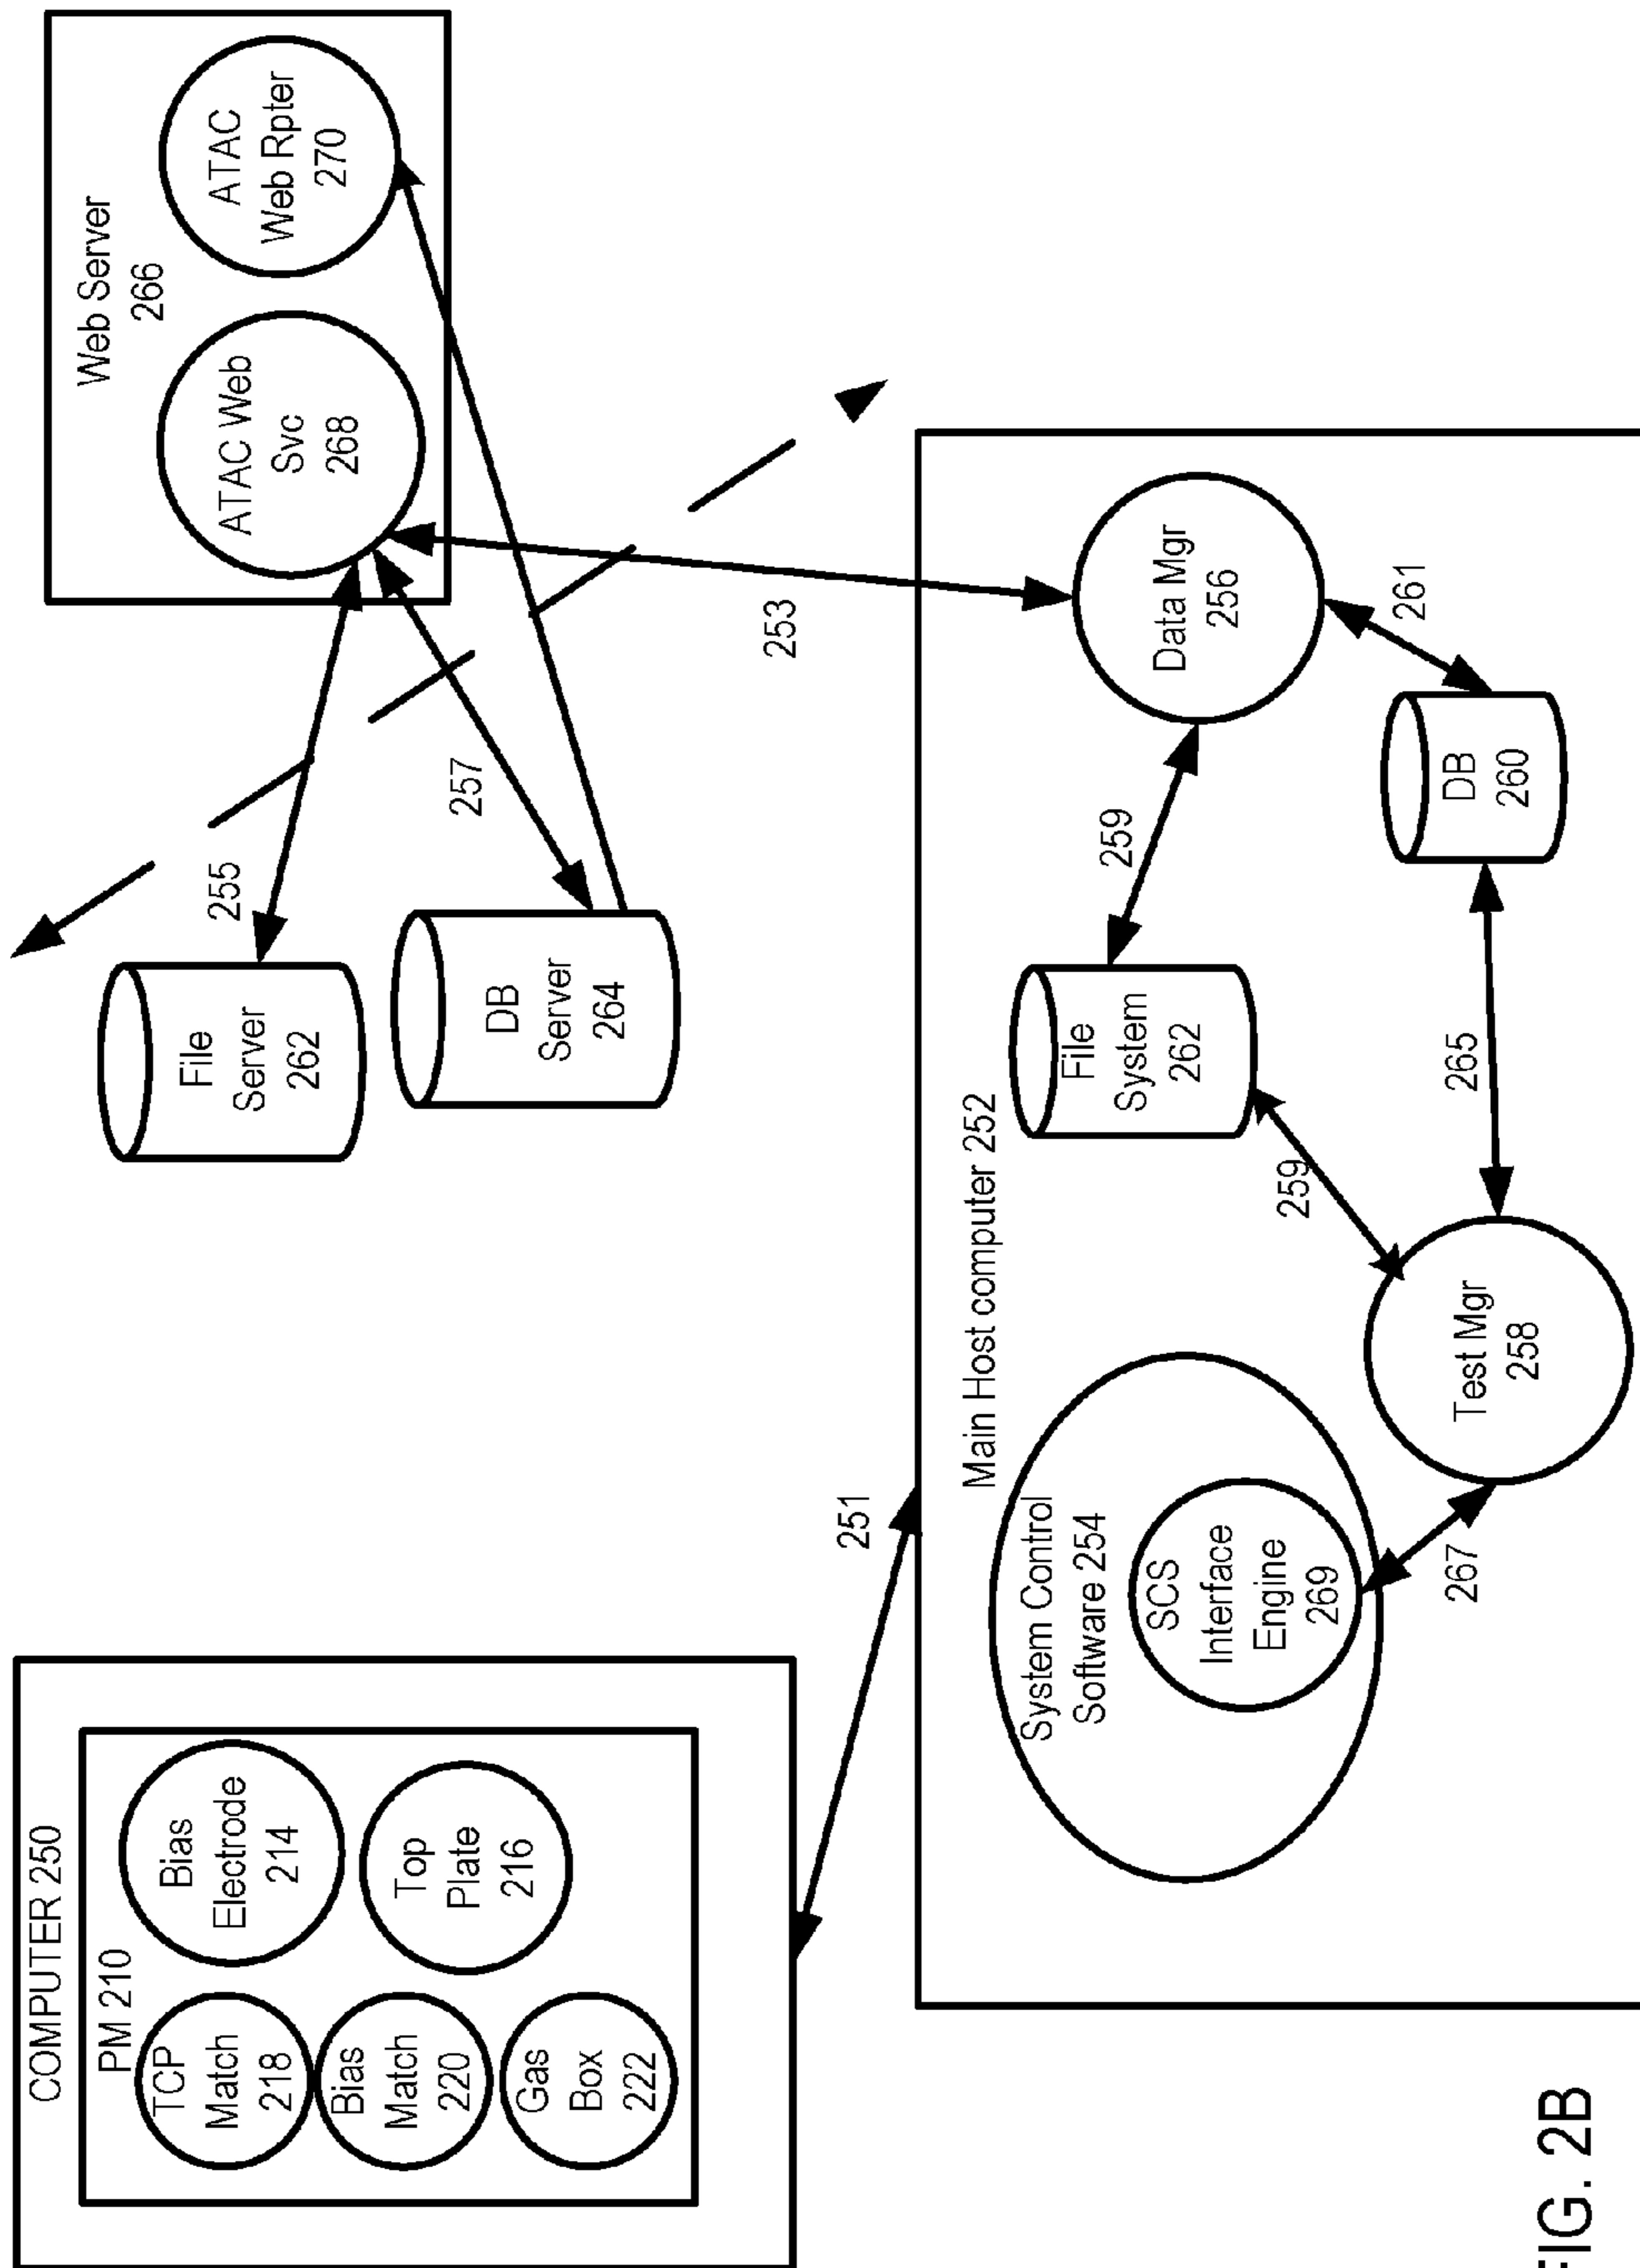 COMPUTER 250
PM 210
TCP
Match
218
Bias
Electrode
214
Bias
Match
220
Top
Plate
216
Gas
Box
222
251
File
Server
262
255
DB
Server
264
257
Web Server
266
ATAC Web
Svc
268
ATAC
Web Rpter
270
253
Main Host computer 252
System Control
Software 254
SCS
Interface
Engine
269
267
Test Mgr
258
259
File
System
262
259
Data Mgr
256
261
DB
260
265
FIG. 2B